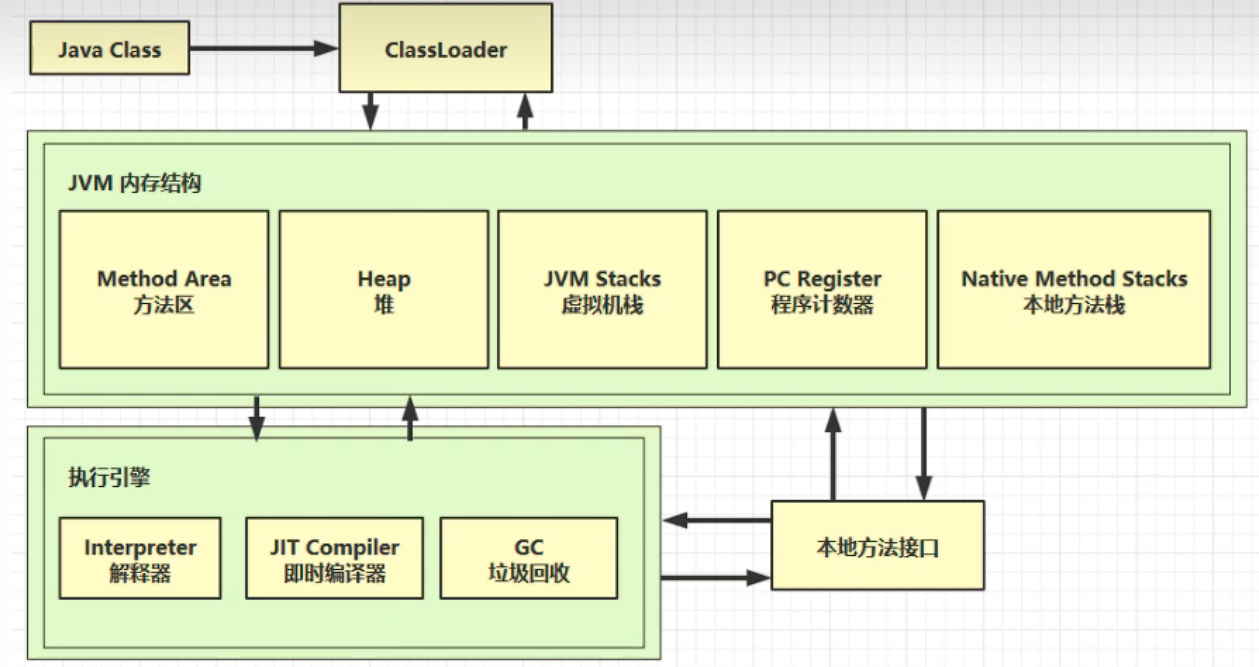 Java Class
ClassLoader
JVM 内存结构
Method Area
方法区
Heap
堆
JVM Stacks
虚拟机栈
PC Register
程序计数器
Native Method Stacks
本地方法栈
执行引擎
Interpreter
解释器
JIT Compiler
即时编译器
GC
垃圾回收
本地方法接口